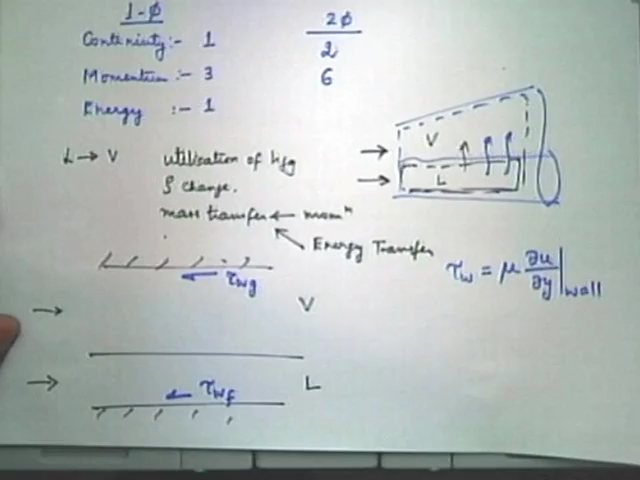 1-Φ 2Φ
Continuity:- 1 2
Momentum :- 3 6
Energy :- 1
L → V utilization of hfg
ρ change.
mass transfer ← momⁿ
Energy Transfer
V
L
τwg
τw = μ ∂u/∂y |wall
V
τwf
L